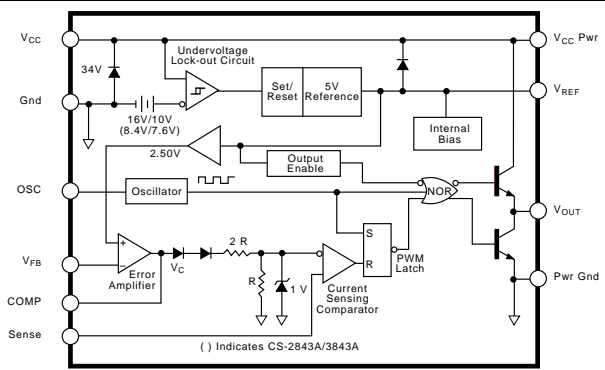 VCC
VCC Pwr
Undervoltage
Lock-out Circuit
34V
Gnd
16V/10V
(8.4V/7.6V)
Set/
Reset
5V
Reference
VREF
Internal
Bias
2.50V
Output
Enable
OSC
Oscillator
NOR
VOUT
S
R
PWM
Latch
2 R
VFB
+
–
Error
Amplifier
VC
R
1 V
Current
Sensing
Comparator
Pwr Gnd
COMP
Sense
( ) Indicates CS-2843A/3843A